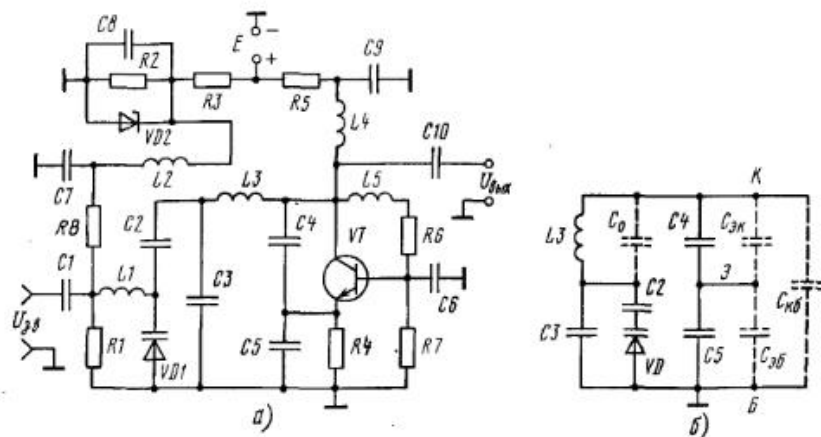 C8
E
−
+
R2
R3
R5
C9
VD2
L4
C10
C7
L2
Uвых
L3
L5
R8
C2
C4
R6
VT
C1
L1
C3
C6
Uзв
R1
VD1
C5
R4
R7
а)
К
L3
Cо
C4
Cэк
Э
C2
Cкб
C3
VD
C5
Cэб
Б
б)